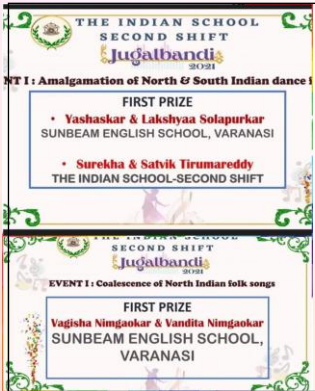 THE INDIAN SCHOOL
SECOND SHIFT
Jugalbandi
2021
NT I : Amalgamation of North & South Indian dance f
FIRST PRIZE
• Yashaskar & Lakshyaa Solapurkar
SUNBEAM ENGLISH SCHOOL, VARANASI
• Surekha & Satvik Tirumareddy
THE INDIAN SCHOOL-SECOND SHIFT
THE INDIAN SCHOOL
SECOND SHIFT
Jugalbandi
2021
EVENT I : Coalescence of North Indian folk songs
FIRST PRIZE
Vagisha Nimgaokar & Vandita Nimgaokar
SUNBEAM ENGLISH SCHOOL,
VARANASI